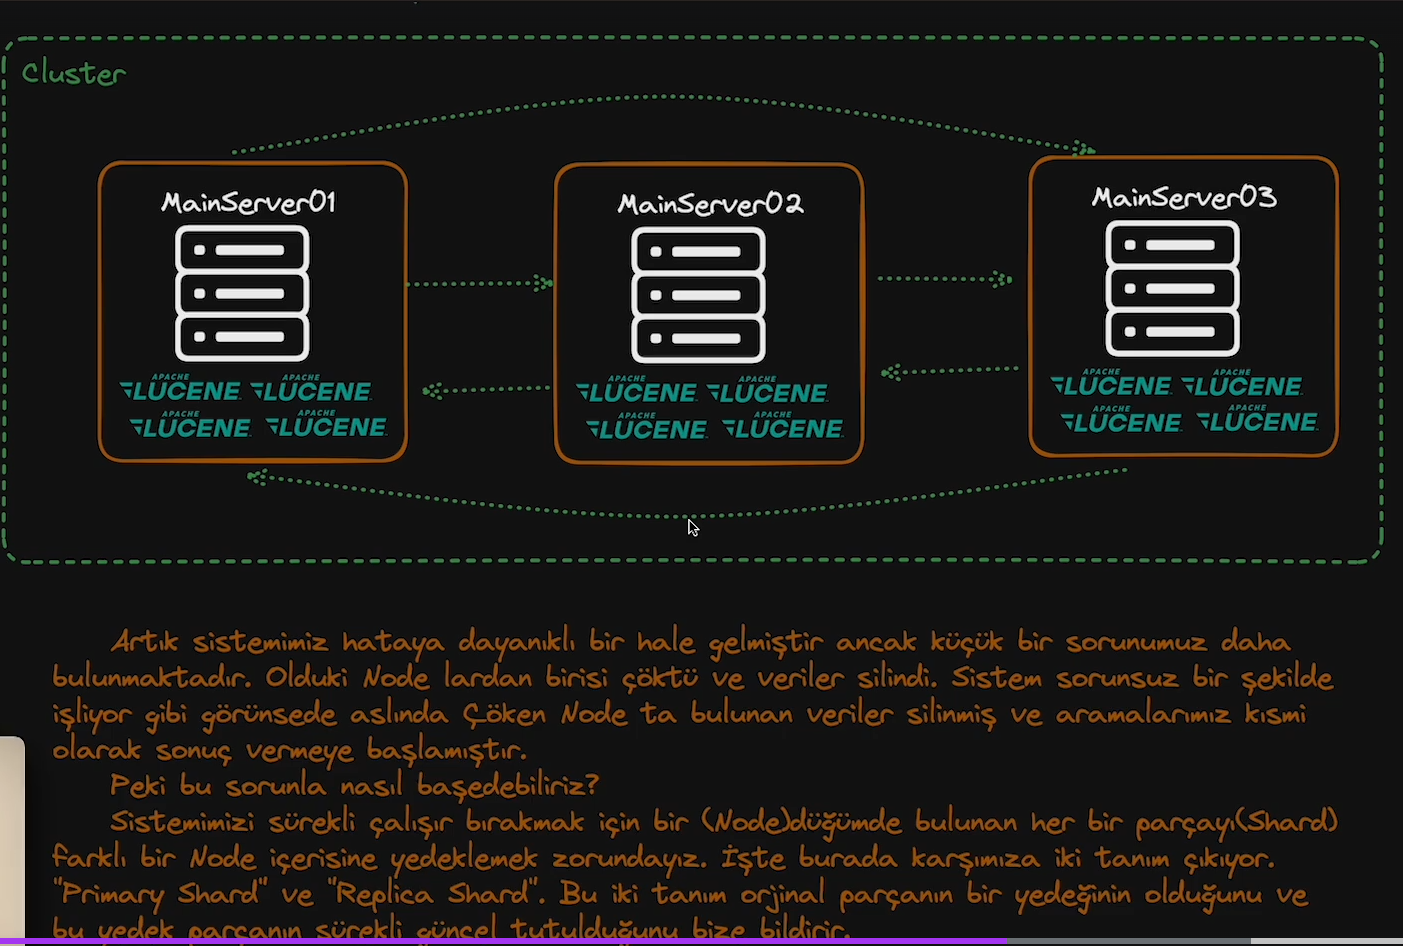 Cluster
MainServer01
MainServer02
MainServer03
APACHE LUCENE APACHE LUCENE
APACHE LUCENE APACHE LUCENE
APACHE LUCENE APACHE LUCENE
APACHE LUCENE APACHE LUCENE
APACHE LUCENE APACHE LUCENE
APACHE LUCENE APACHE LUCENE
Artık sistemimiz hataya dayanıklı bir hale gelmiştir ancak küçük bir sorunumuz daha
bulunmaktadır. Olduki Node lardan birisi çöktü ve veriler silindi. Sistem sorunsuz bir şekilde
işliyor gibi görünsede aslında Çöken Node ta bulunan veriler silinmiş ve aramalarımız kısmi
olarak sonuç vermeye başlamıştır.
Peki bu sorunla nasıl başedebiliriz?
Sistemimizi sürekli çalışır bırakmak için bir (Node)düğümde bulunan her bir parçayı(Shard)
farklı bir Node içerisine yedeklemek zorundayız. İşte burada karşımıza iki tanım çıkıyor.
"Primary Shard" ve "Replica Shard". Bu iki tanım orjinal parçanın bir yedeğinin olduğunu ve
bu yedek parçanın sürekli güncel tutulduğunu bize bildirir.